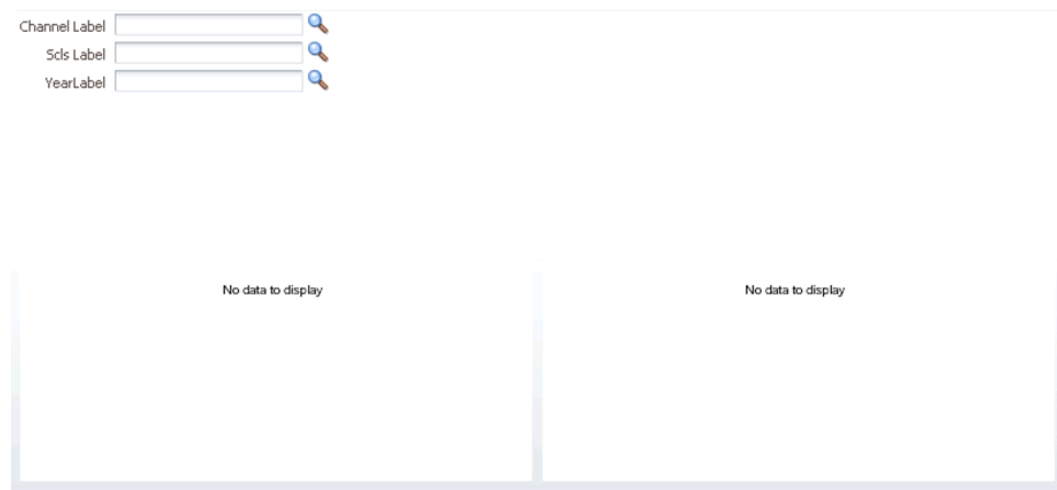 Channel Label
Scls Label
YearLabel
No data to display
No data to display